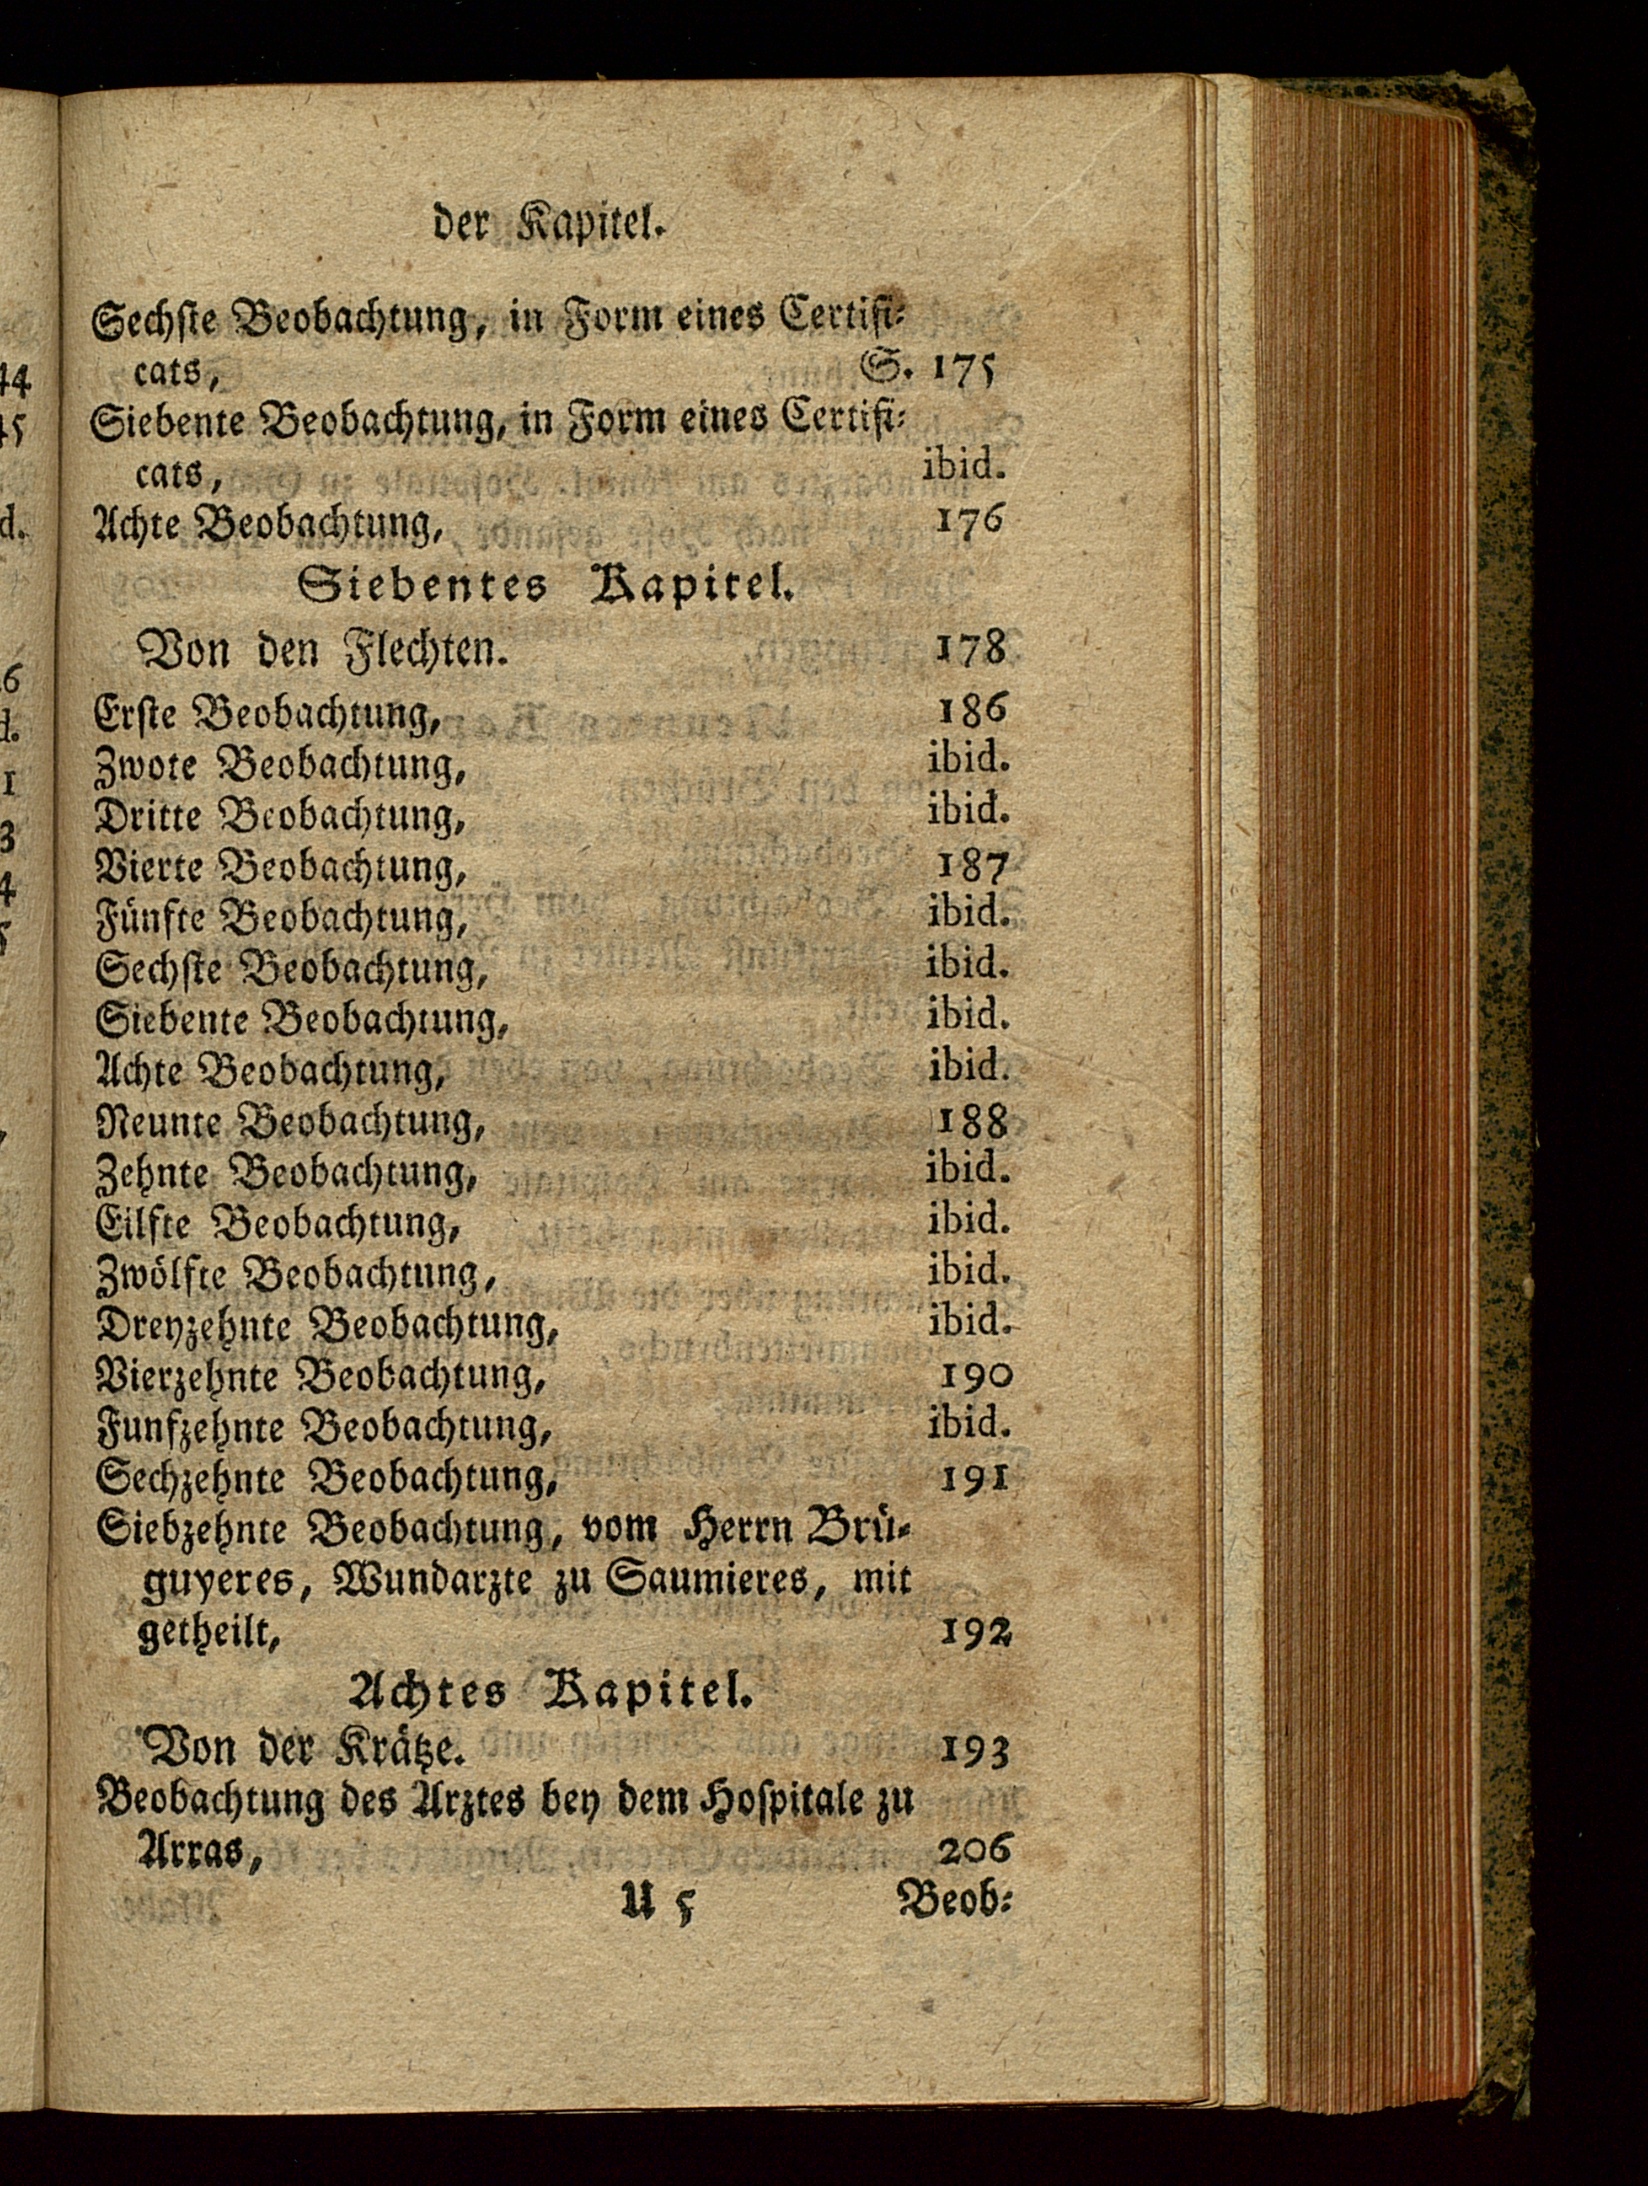 der Kapitel.
Sechste Beobachtung, in Form eines Certifi-
cats, S. 175
Siebente Beobachtung, in Form eines Certifi-
cats, ibid.
Achte Beobachtung, 176
Siebentes Kapitel.
Von den Flechten. 178
Erste Beobachtung, 186
Zwote Beobachtung, ibid.
Dritte Beobachtung, ibid.
Vierte Beobachtung, 187
Fünfte Beobachtung, ibid.
Sechste Beobachtung, ibid.
Siebente Beobachtung, ibid.
Achte Beobachtung, ibid.
Neunte Beobachtung, 188
Zehnte Beobachtung, ibid.
Eilfte Beobachtung, ibid.
Zwölfte Beobachtung, ibid.
Dreyzehnte Beobachtung, ibid.
Vierzehnte Beobachtung, 190
Funfzehnte Beobachtung, ibid.
Sechzehnte Beobachtung, 191
Siebzehnte Beobachtung, vom Herrn Brü-
guyeres, Wundarzte zu Saumieres, mit
getheilt, 192
Achtes Kapitel.
Von der Krätze. 193
Beobachtung des Arztes bey dem Hospitale zu
Arras, 206
U 5 Beob-